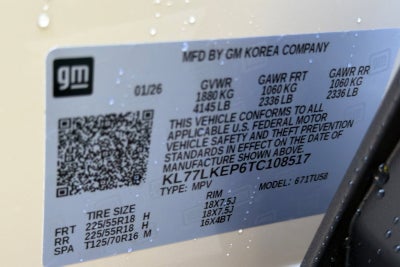 MFD BY GM KOREA COMPANY
gm
01/26 GVWR GAWR FRT GAWR RR
1880 KG 1060 KG 1060 KG
4145 LB 2336 LB 2336 LB
THIS VEHICLE CONFORMS TO ALL
APPLICABLE U.S. FEDERAL MOTOR
VEHICLE SAFETY AND THEFT PREVENTION
STANDARDS IN EFFECT ON THE DATE OF
MANUFACTURE SHOWN ABOVE.
KL77LKEP6TC108517
TYPE: MPV MODEL: 671TU58
TIRE SIZE RIM
FRT 225/55R18 H 18X7.5J
RR 225/55R18 H 18X7.5J
SPA T125/70R16 M 16X4BT